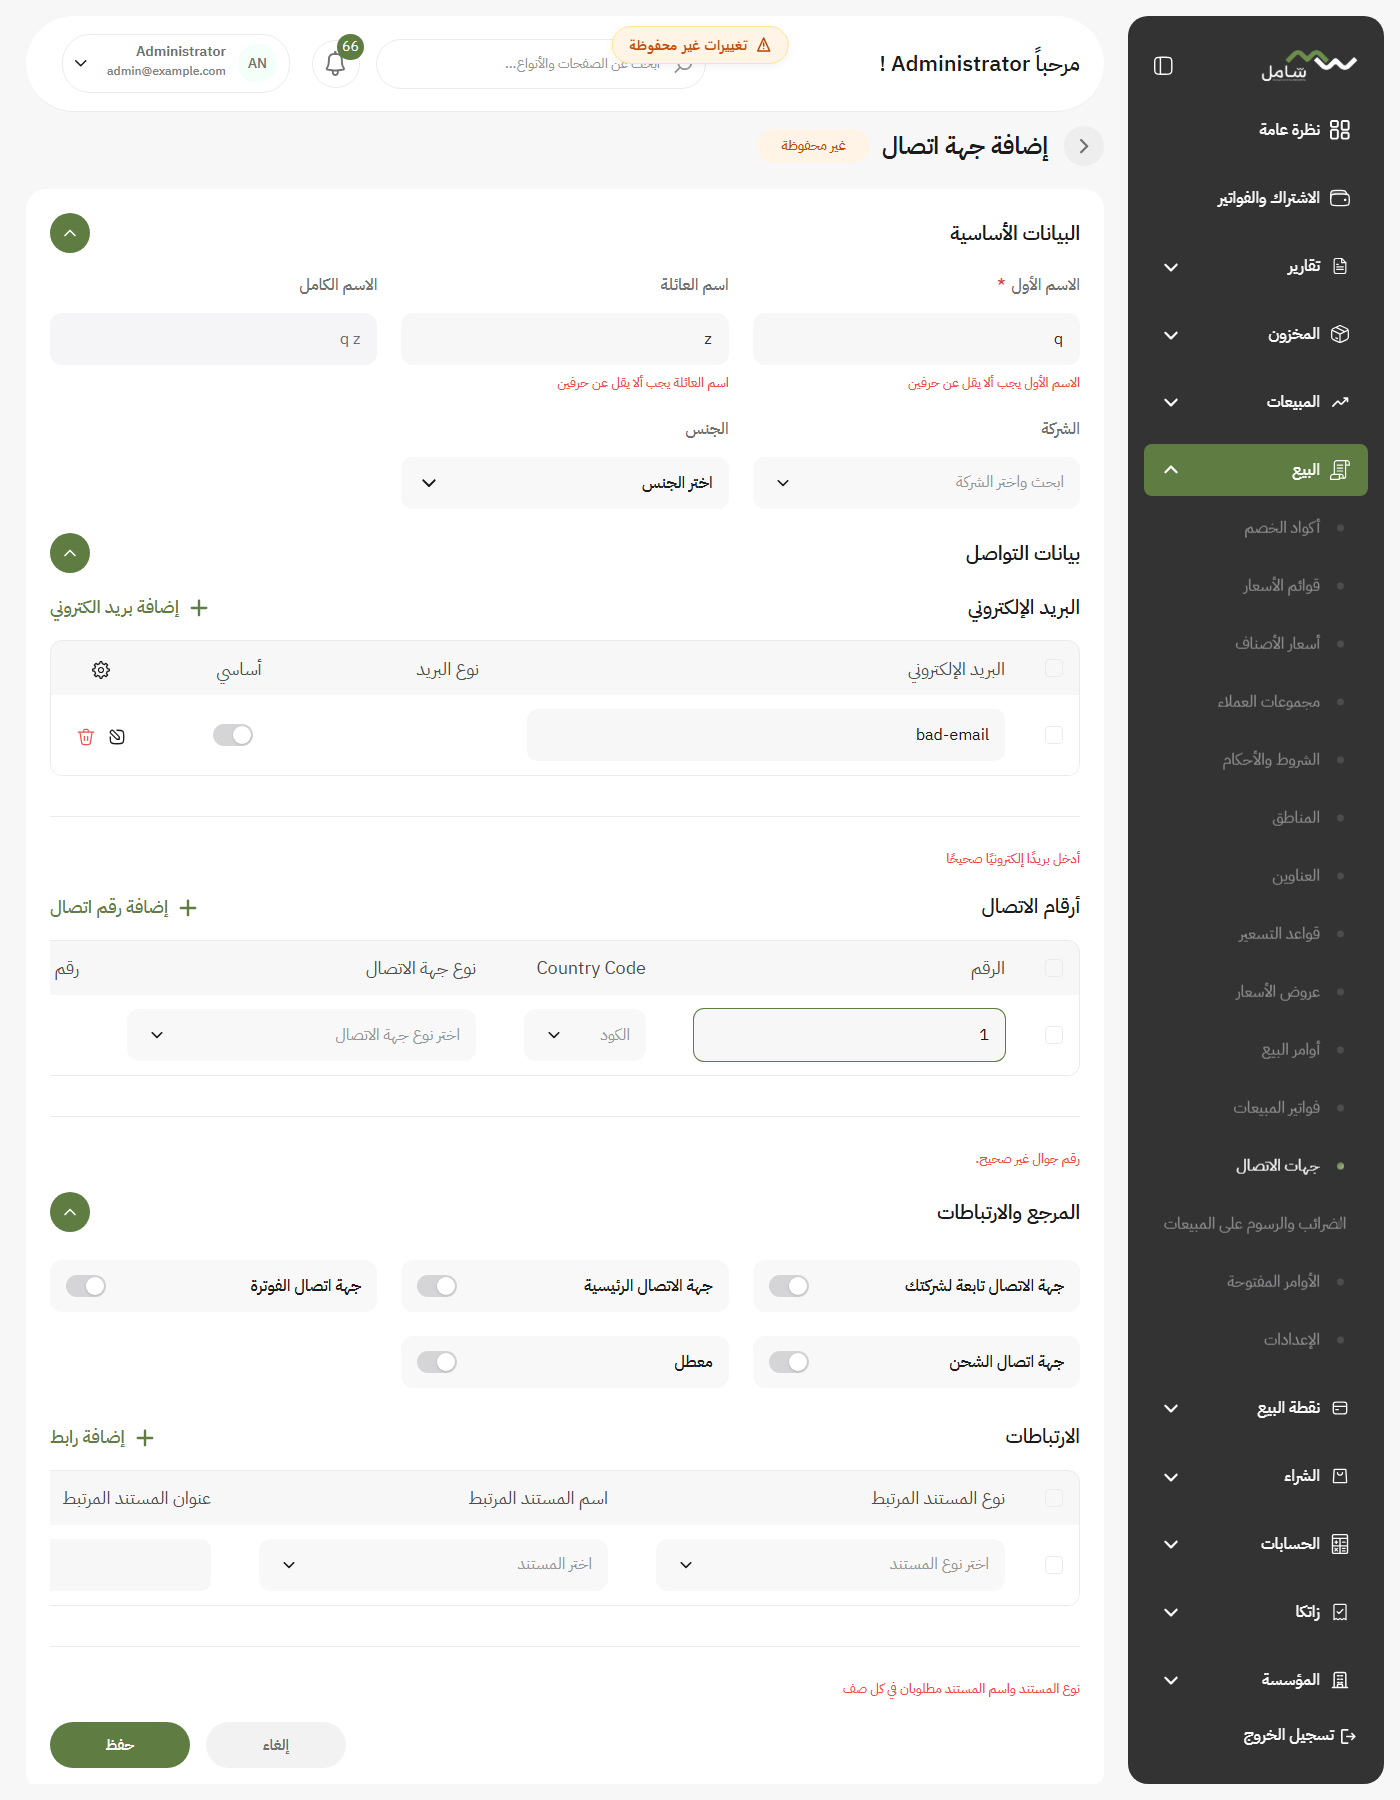 شامل
نظرة عامة
الاشتراك والفواتير
تقارير
المخزون
المبيعات
البيع
أكواد الخصم
قوائم الأسعار
أسعار الأصناف
مجموعات العملاء
الشروط والأحكام
المناطق
العناوين
قواعد التسعير
عروض الأسعار
أوامر البيع
فواتير المبيعات
جهات الاتصال
الضرائب والرسوم على المبيعات
الأوامر المفتوحة
الإعدادات
نقطة البيع
الشراء
الحسابات
زاتكا
المؤسسة
تسجيل الخروج
مرحباً Administrator !
تغييرات غير محفوظة
ابحث عن الصفحات والأنواع...
66
AN
Administrator
admin@example.com
إضافة جهة اتصال
غير محفوظة
البيانات الأساسية
الاسم الأول * اسم العائلة الاسم الكامل
q z q z
الاسم الأول يجب ألا يقل عن حرفين اسم العائلة يجب ألا يقل عن حرفين
الشركة الجنس
ابحث واختر الشركة اختر الجنس
بيانات التواصل
البريد الإلكتروني إضافة بريد الكتروني
البريد الإلكتروني نوع البريد أساسي
bad-email
أدخل بريدًا إلكترونيًا صحيحًا
أرقام الاتصال إضافة رقم اتصال
الرقم Country Code نوع جهة الاتصال رقم
1 الكود اختر نوع جهة الاتصال
رقم جوال غير صحيح.
المرجع والارتباطات
جهة الاتصال تابعة لشركتك جهة الاتصال الرئيسية جهة اتصال الفوترة
جهة اتصال الشحن معطل
الارتباطات إضافة رابط
نوع المستند المرتبط اسم المستند المرتبط عنوان المستند المرتبط
اختر نوع المستند اختر المستند
نوع المستند واسم المستند مطلوبان في كل صف
إلغاء حفظ